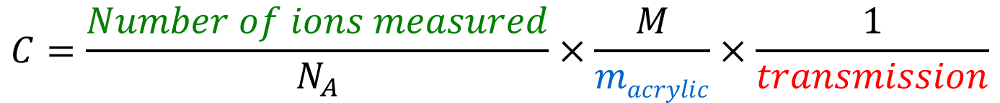 C = Number of ions measured / N_A × M / m_acrylic × 1 / transmission